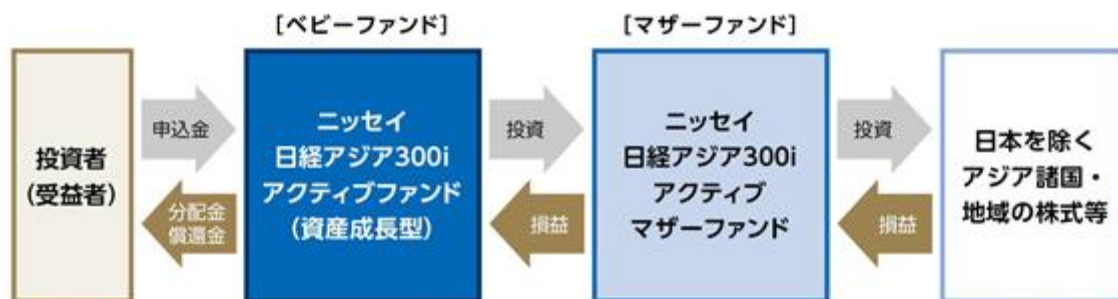 [ベビーファンド]
[マザーファンド]
投資者
(受益者)
申込金
分配金
償還金
ニッセイ
日経アジア300i
アクティブファンド
(資産成長型)
投資
損益
ニッセイ
日経アジア300i
アクティブ
マザーファンド
投資
損益
日本を除く
アジア諸国・
地域の株式等